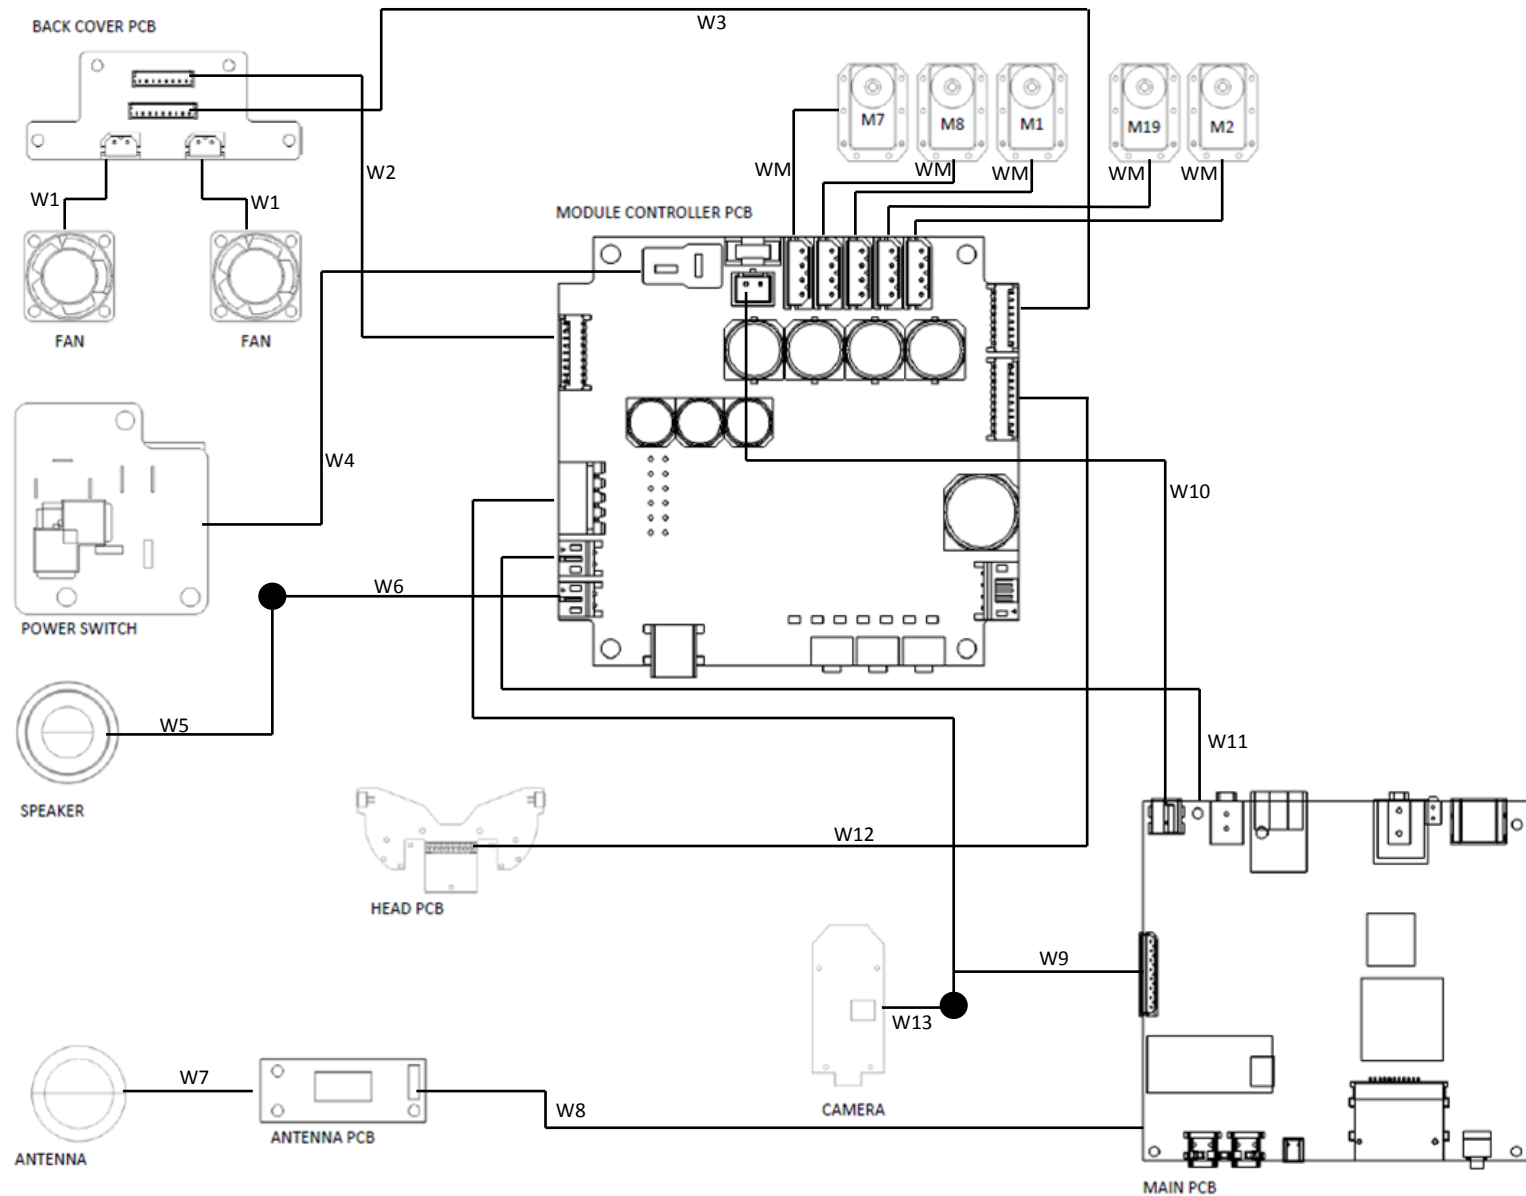 W3
BACK COVER PCB
M7
M8
M1
M19
M2
WM
WM
WM
WM
WM
W2
W1
W1
MODULE CONTROLLER PCB
FAN
FAN
W4
W10
W6
POWER SWITCH
W5
W11
SPEAKER
W12
HEAD PCB
W9
W13
W7
W8
CAMERA
ANTENNA PCB
ANTENNA
MAIN PCB